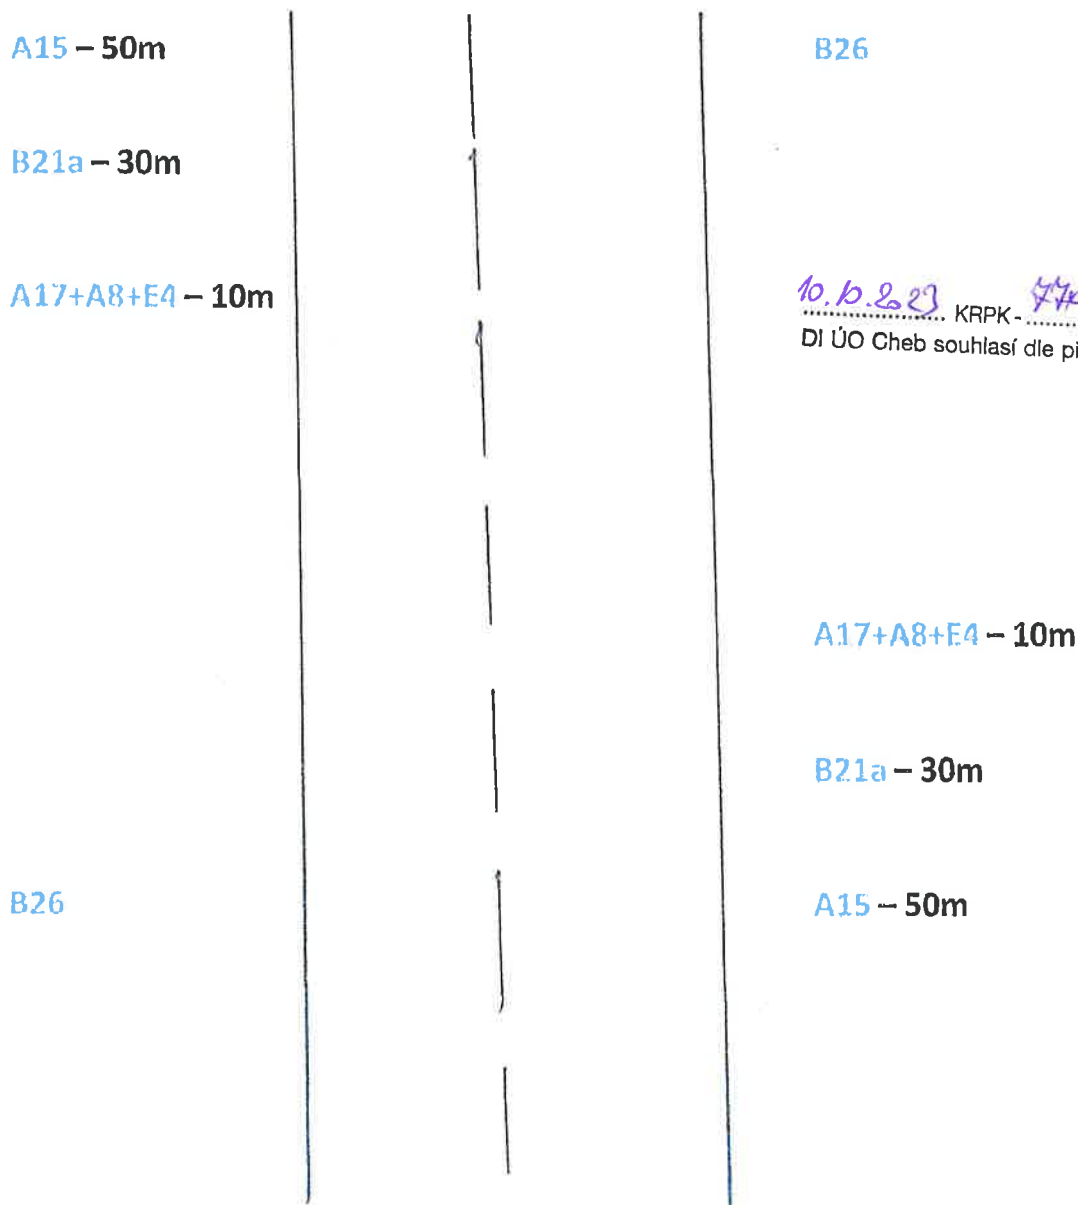 A15 – 50m
B26
B21a – 30m
A17+A8+E4 – 10m
10.10.2023 KRPK-
DI ÚO Cheb souhlasí dle
A17+A8+E4 – 10m
B21a – 30m
B26
A15 – 50m